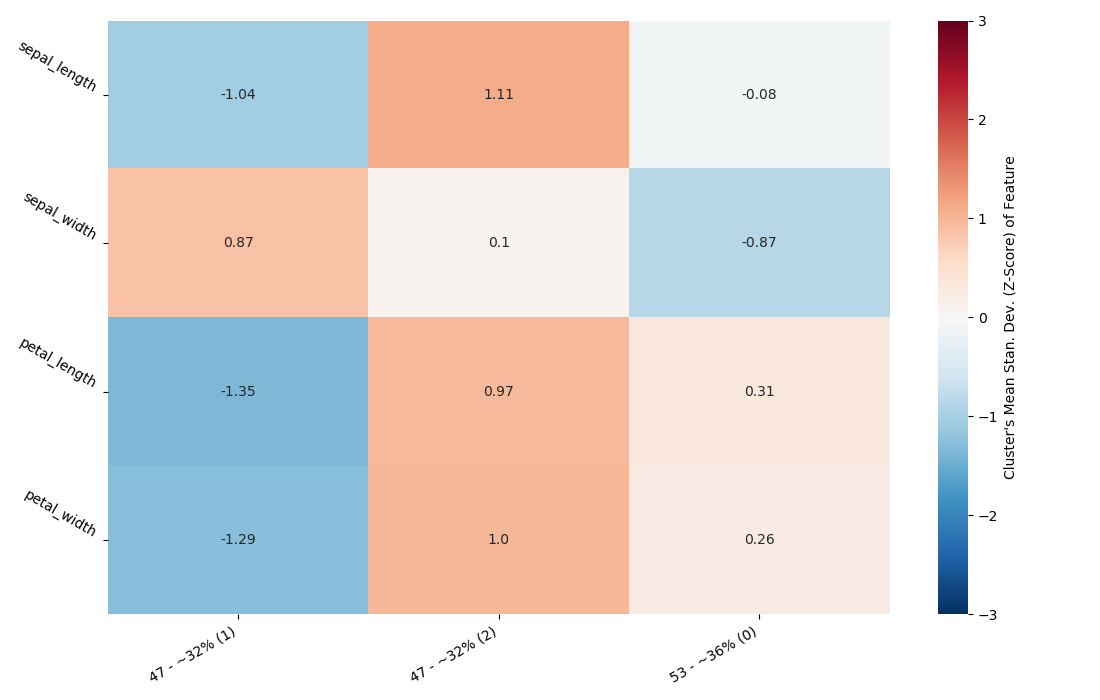 sepal_length
-1.04
1.11
-0.08
sepal_width
0.87
0.1
-0.87
petal_length
-1.35
0.97
0.31
petal_width
-1.29
1.0
0.26
47 - ~32% (1)
47 - ~32% (2)
53 - ~36% (0)
3
2
1
0
−1
−2
−3
Cluster's Mean Stan. Dev. (Z-Score) of Feature